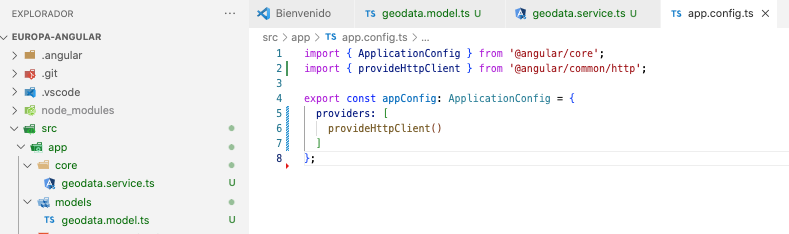 EXPLORADOR
EUROPA-ANGULAR
.angular
.git
.vscode
node_modules
src
app
core
geodata.service.ts U
models
TS geodata.model.ts U
Bienvenido
TS geodata.model.ts U
geodata.service.ts U
TS app.config.ts
src > app > TS app.config.ts > ...
1 import { ApplicationConfig } from '@angular/core';
2 import { provideHttpClient } from '@angular/common/http';
3
4 export const appConfig: ApplicationConfig = {
5 providers: [
6 provideHttpClient()
7 ]
8 };